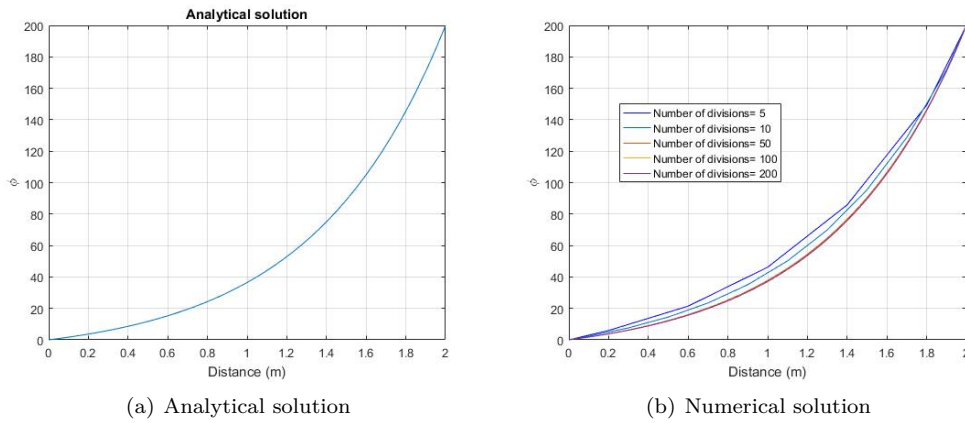 Analytical solution
200
180
160
140
120
100
80
60
40
20
0
ϕ
0 0.2 0.4 0.6 0.8 1 1.2 1.4 1.6 1.8 2
Distance (m)
(a) Analytical solution
200
180
160
140
120
100
80
60
40
20
0
ϕ
Number of divisions= 5
Number of divisions= 10
Number of divisions= 50
Number of divisions= 100
Number of divisions= 200
0 0.2 0.4 0.6 0.8 1 1.2 1.4 1.6 1.8 2
Distance (m)
(b) Numerical solution